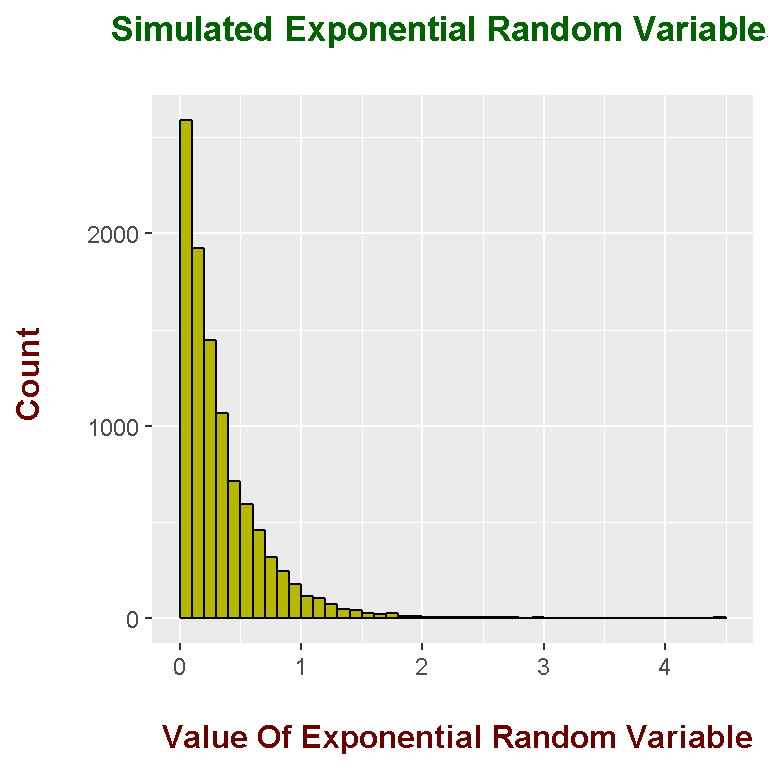 Simulated Exponential Random Variable
2000
1000
0
Count
0 1 2 3 4
Value Of Exponential Random Variable